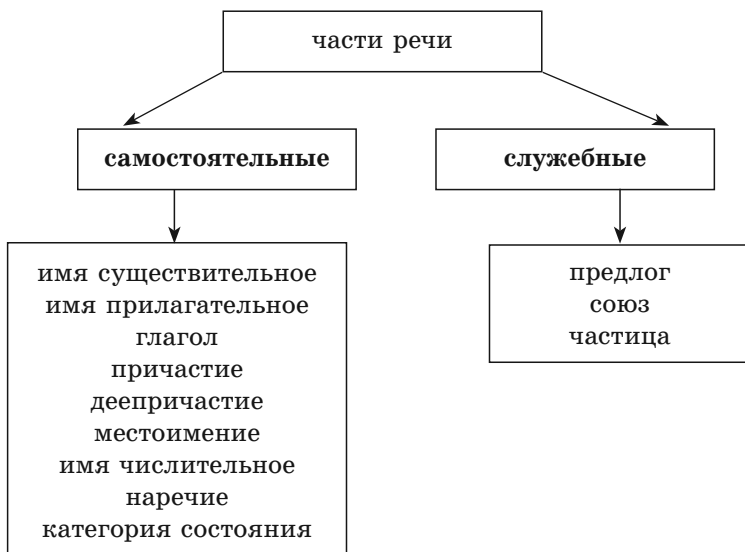 части речи
самостоятельные
служебные
имя существительное
имя прилагательное
глагол
причастие
деепричастие
местоимение
имя числительное
наречие
категория состояния
предлог
союз
частица